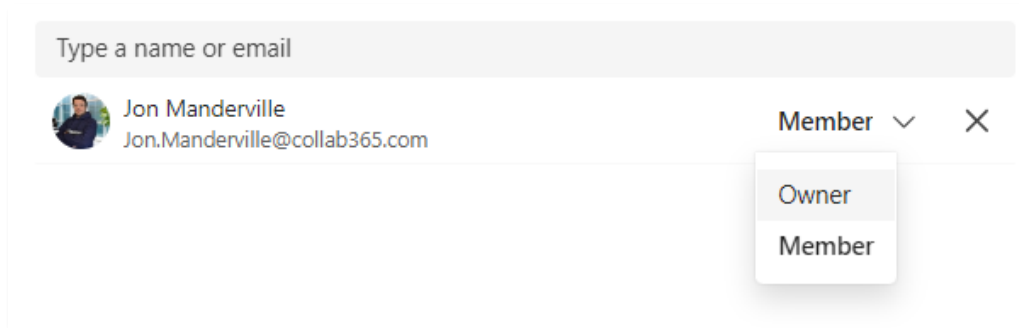 Type a name or email
Jon Manderville
Jon.Manderville@collab365.com
Member
Owner
Member